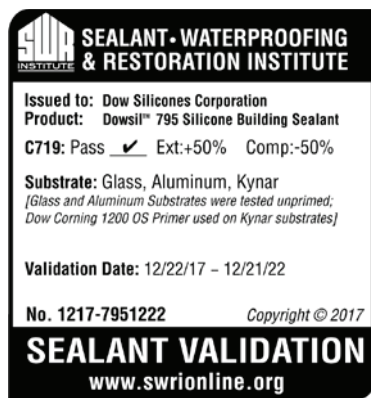 SWR
INSTITUTE
SEALANT • WATERPROOFING
& RESTORATION INSTITUTE
Issued to: Dow Silicones Corporation
Product: Dowsil™ 795 Silicone Building Sealant
C719: Pass ✔ Ext:+50% Comp:-50%
Substrate: Glass, Aluminum, Kynar
[Glass and Aluminum Substrates were tested unprimed;
Dow Corning 1200 OS Primer used on Kynar substrates]
Validation Date: 12/22/17 – 12/21/22
No. 1217-7951222 Copyright © 2017
SEALANT VALIDATION
www.swrionline.org